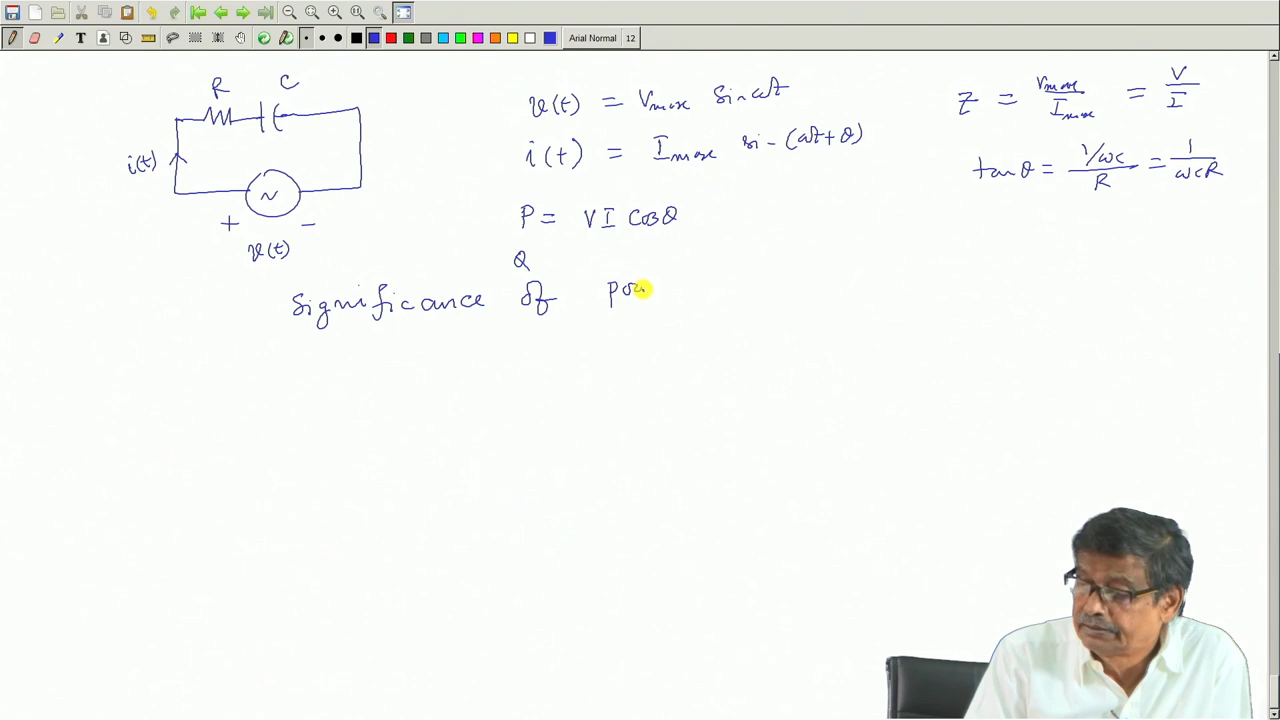 Arial Normal 12
R C
i(t)
+ −
v(t)
v(t) = Vmax sin ωt
i(t) = Imax sin (ωt + θ)
P = VI Cosθ
Q
Significance of
Z = Vmax/Imax = V/I
tan θ = (1/ωC)/R = 1/ωCR